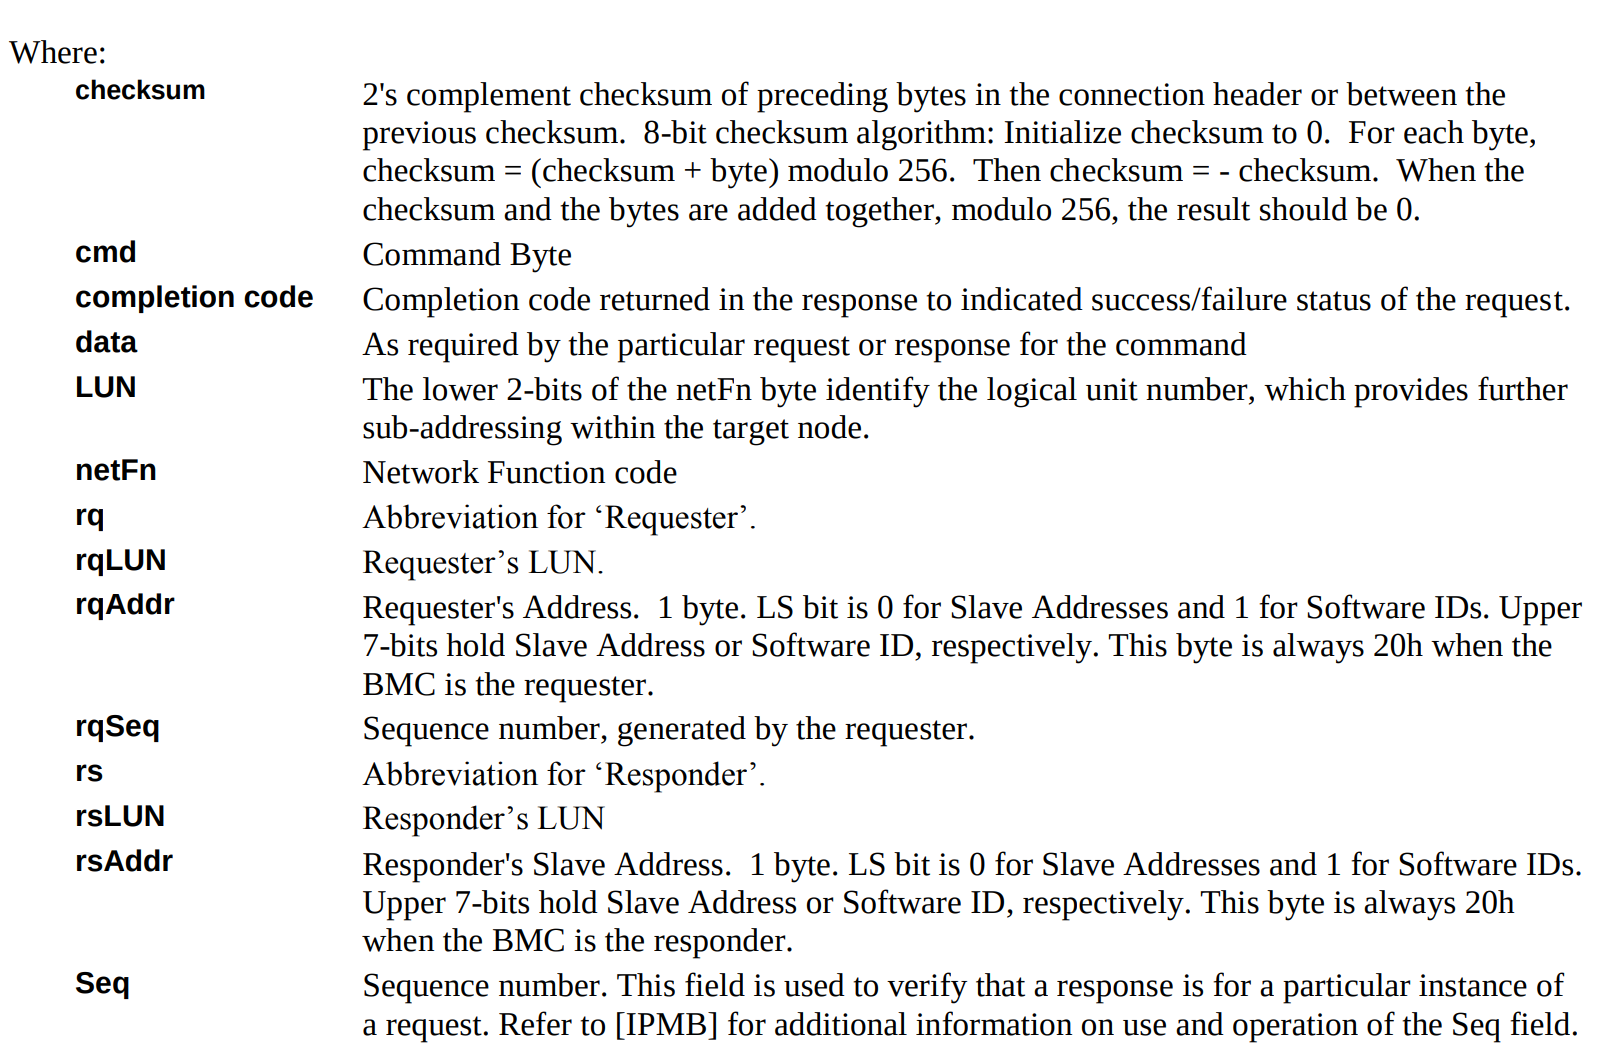 Where:
checksum 2's complement checksum of preceding bytes in the connection header or between the
previous checksum.  8-bit checksum algorithm: Initialize checksum to 0.  For each byte,
checksum = (checksum + byte) modulo 256.  Then checksum = - checksum.  When the
checksum and the bytes are added together, modulo 256, the result should be 0.
cmd Command Byte
completion code Completion code returned in the response to indicated success/failure status of the request.
data As required by the particular request or response for the command
LUN The lower 2-bits of the netFn byte identify the logical unit number, which provides further
sub-addressing within the target node.
netFn Network Function code
rq Abbreviation for ‘Requester’.
rqLUN Requester’s LUN.
rqAddr Requester's Address.  1 byte. LS bit is 0 for Slave Addresses and 1 for Software IDs. Upper
7-bits hold Slave Address or Software ID, respectively. This byte is always 20h when the
BMC is the requester.
rqSeq Sequence number, generated by the requester.
rs Abbreviation for ‘Responder’.
rsLUN Responder’s LUN
rsAddr Responder's Slave Address.  1 byte. LS bit is 0 for Slave Addresses and 1 for Software IDs.
Upper 7-bits hold Slave Address or Software ID, respectively. This byte is always 20h
when the BMC is the responder.
Seq Sequence number. This field is used to verify that a response is for a particular instance of
a request. Refer to [IPMB] for additional information on use and operation of the Seq field.